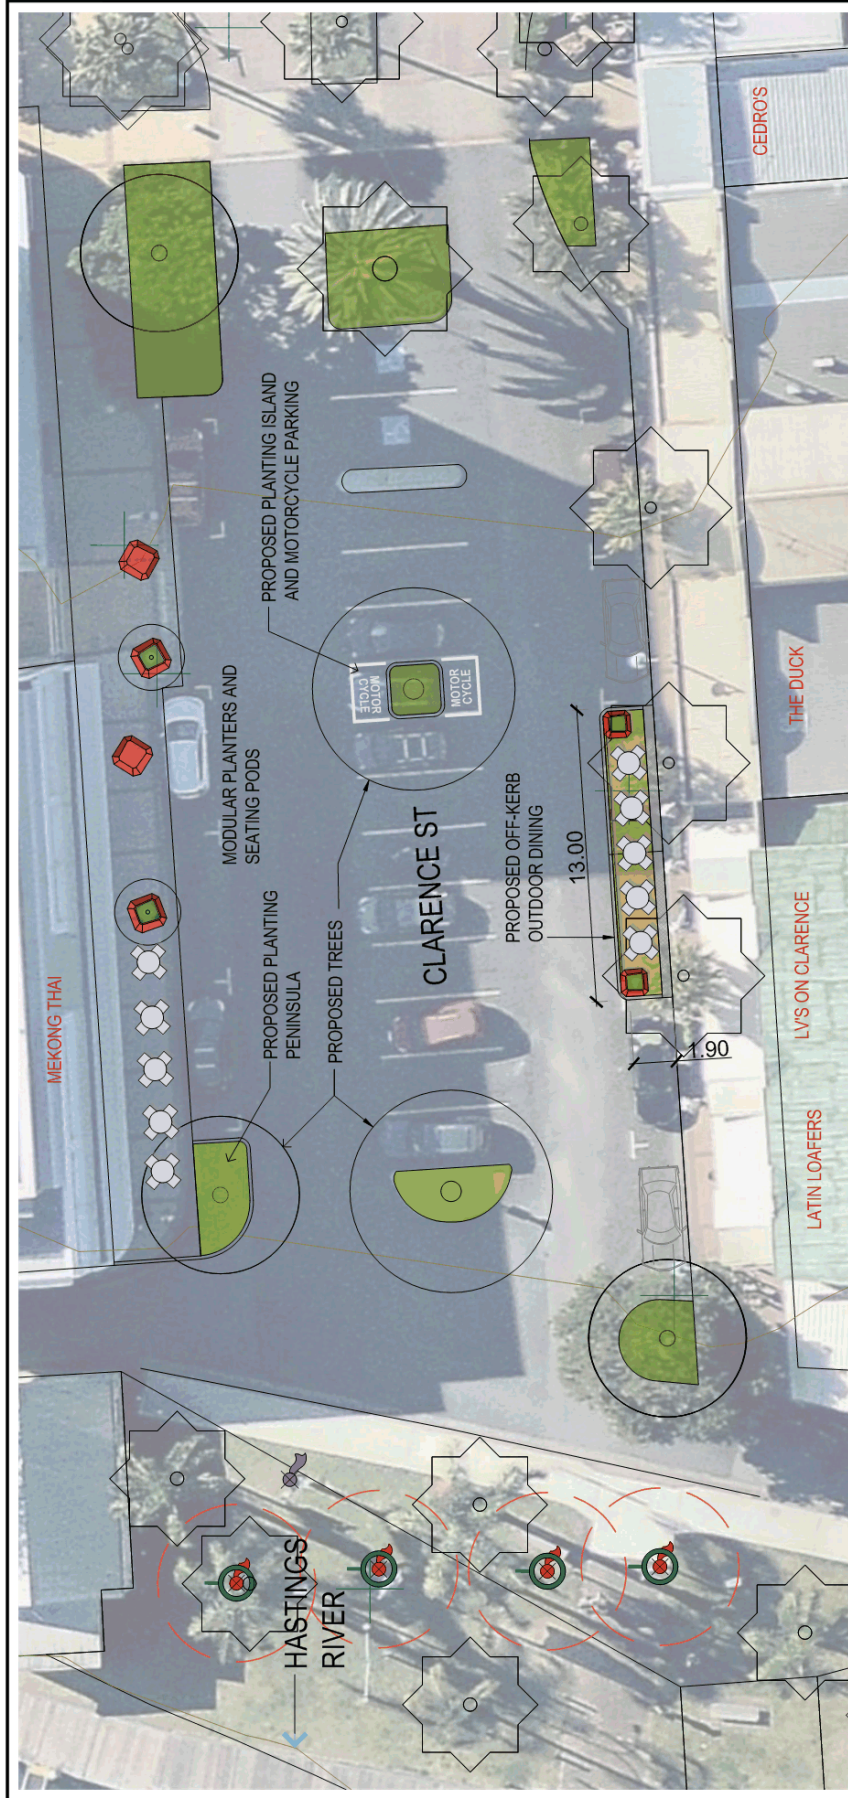 CEDRO'S
PROPOSED PLANTING ISLAND
AND MOTORCYCLE PARKING
MODULAR PLANTERS AND
SEATING PODS
MOTOR
CYCLE
MOTOR
CYCLE
THE DUCK
CLARENCE ST
PROPOSED OFF-KERB
OUTDOOR DINING
13.00
MEKONG THAI
PROPOSED PLANTING
PENINSULA
PROPOSED TREES
LV'S ON CLARENCE
1.90
LATIN LOAFERS
HASTINGS
RIVER